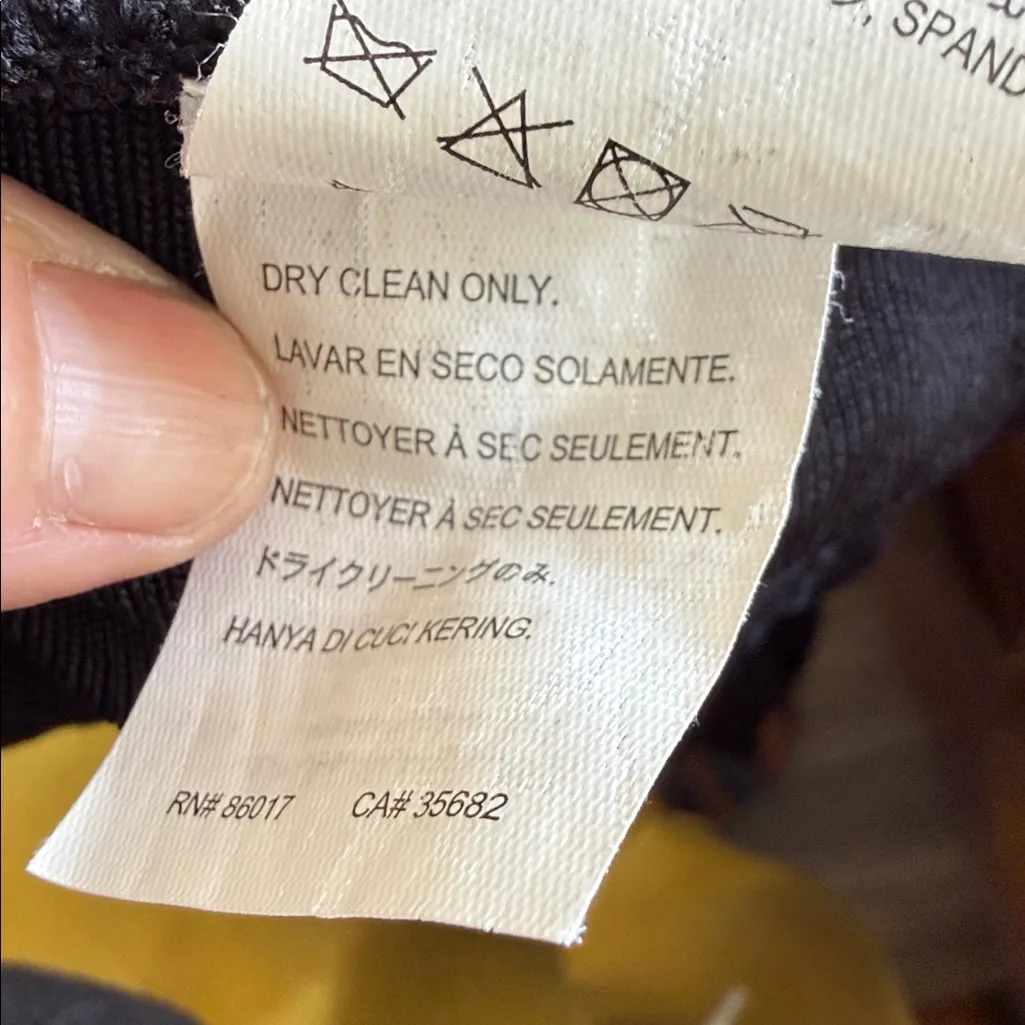 , SPAND
DRY CLEAN ONLY.
LAVAR EN SECO SOLAMENTE.
NETTOYER À SEC SEULEMENT.
NETTOYER À SEC SEULEMENT.
ドライクリーニングのみ.
HANYA DI CUCI KERING.
RN# 86017 CA# 35682